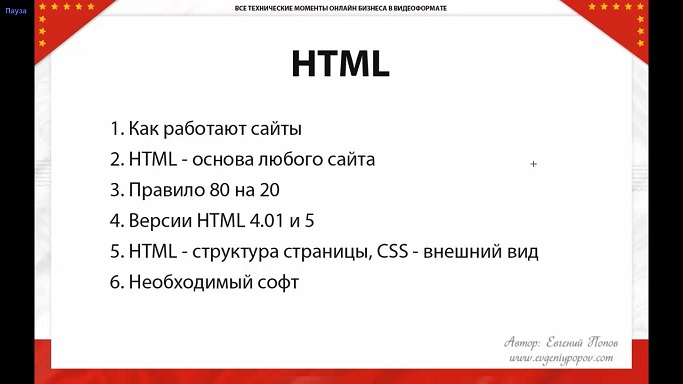 Пауза
ВСЕ ТЕХНИЧЕСКИЕ МОМЕНТЫ ОНЛАЙН БИЗНЕСА В ВИДЕОФОРМАТЕ
HTML
1. Как работают сайты
2. HTML - основа любого сайта
3. Правило 80 на 20
4. Версии HTML 4.01 и 5
5. HTML - структура страницы, CSS - внешний вид
6. Необходимый софт
Автор: Евгений Попов
www.evgeniypopov.com